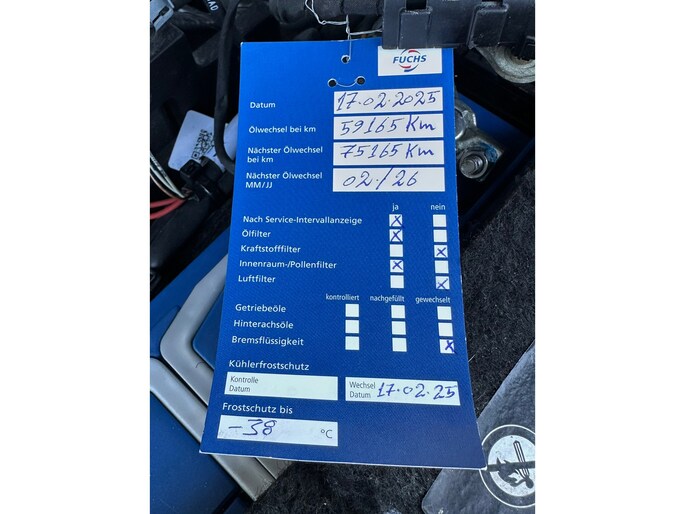 FUCHS
Datum 17.02.2025
Ölwechsel bei km 59165 Km
Nächster Ölwechsel
bei km 75165 Km
Nächster Ölwechsel
MM/JJ 02./26
ja nein
Nach Service-Intervallanzeige X
Ölfilter X
Kraftstofffilter X
Innenraum-/Pollenfilter X
Luftfilter X
kontrolliert nachgefüllt gewechselt
Getriebeöle
Hinterachsöle
Bremsflüssigkeit X
Kühlerfrostschutz
Kontrolle
Datum
Wechsel
Datum 17.02.25
Frostschutz bis
-38 °C